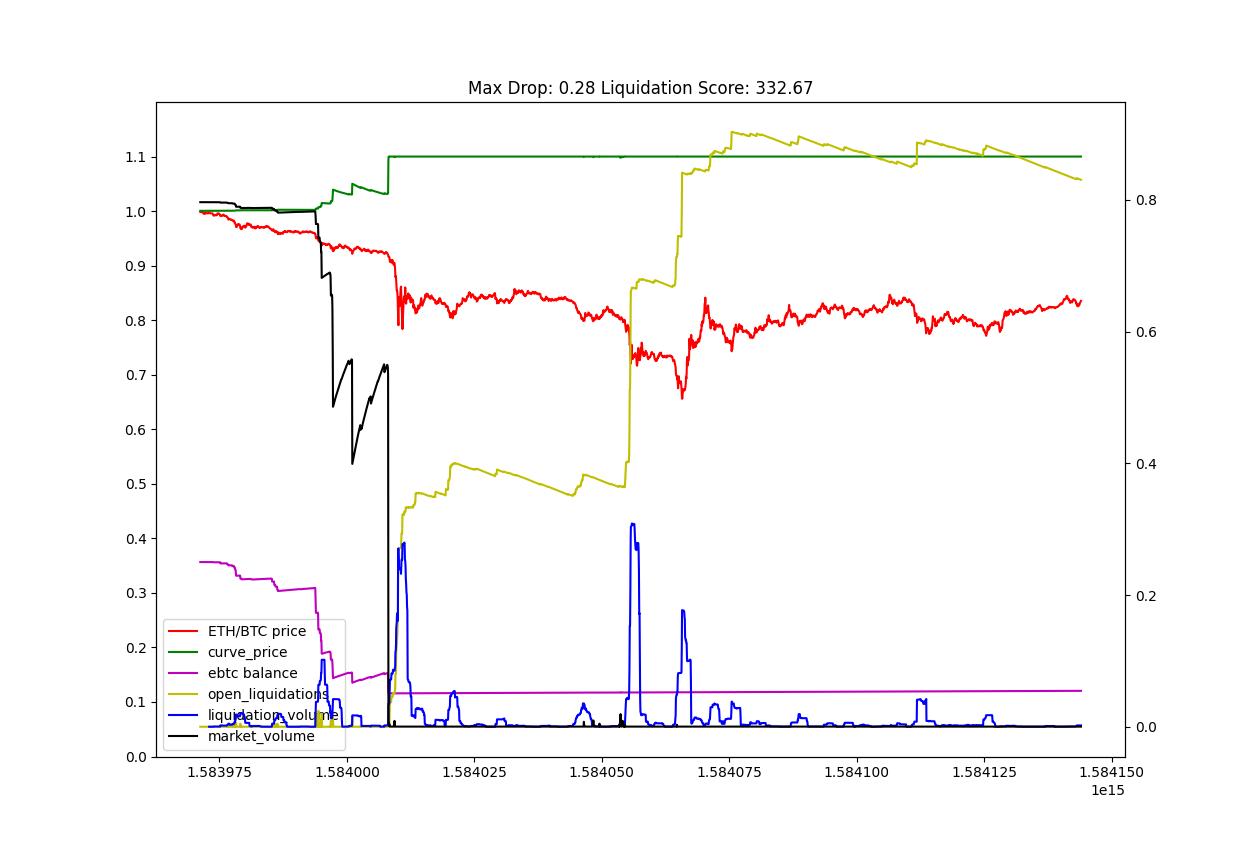 Max Drop: 0.28 Liquidation Score: 332.67
1.1
1.0
0.9
0.8
0.7
0.6
0.5
0.4
0.3
0.2
0.1
0.0
0.8
0.6
0.4
0.2
0.0
ETH/BTC price
curve_price
ebtc balance
open_liquidations
liquidation_volume
market_volume
1.583975 1.584000 1.584025 1.584050 1.584075 1.584100 1.584125 1.584150
1e15